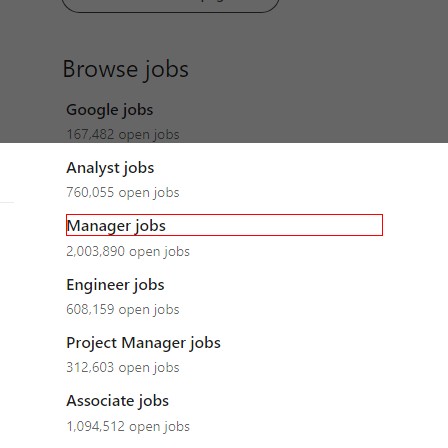 Browse jobs
Google jobs
167,482 open jobs
Analyst jobs
760,055 open jobs
Manager jobs
2,003,890 open jobs
Engineer jobs
608,159 open jobs
Project Manager jobs
312,603 open jobs
Associate jobs
1,094,512 open jobs